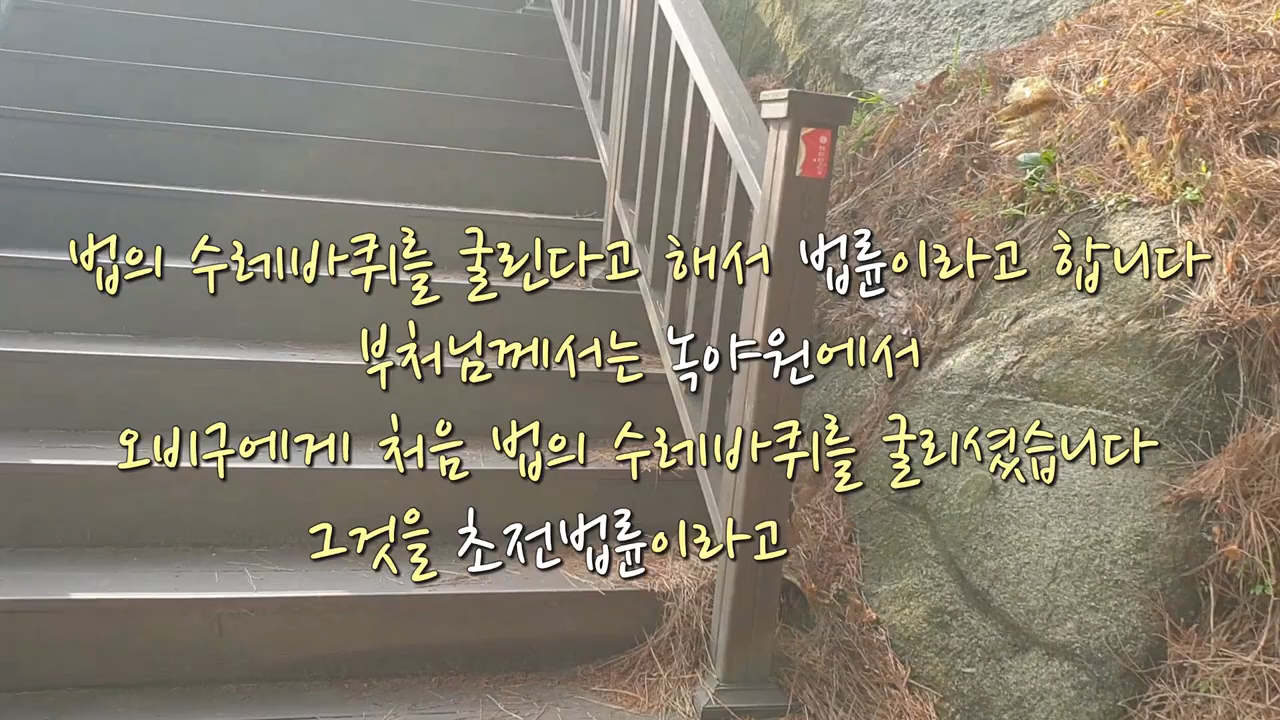 법의 수레바퀴를 굴린다고 해서 법륜이라고 합니다
부처님께서는 녹야원에서
오비구에게 처음 법의 수레바퀴를 굴리셨습니다
그것을 초전법륜이라고